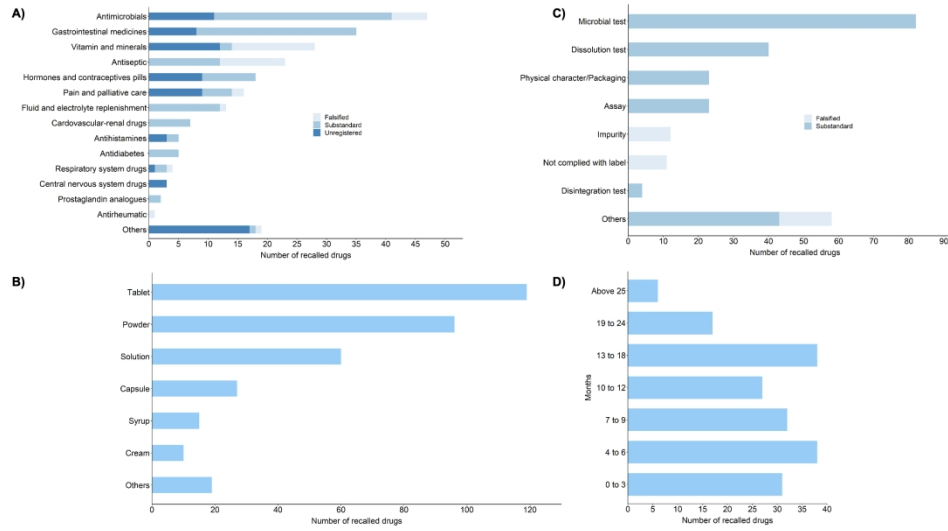 A)
Antimicrobials
Gastrointestinal medicines
Vitamin and minerals
Antiseptic
Hormones and contraceptives pills
Pain and palliative care
Fluid and electrolyte replenishment
Cardovascular-renal drugs
Antihistamines
Antidiabetes
Respiratory system drugs
Central nervous system drugs
Prostaglandin analogues
Antirheumatic
Others
0 5 10 15 20 25 30 35 40 45 50
Number of recalled drugs
Falsified
Substandard
Unregistered
C)
Microbial test
Dissolution test
Physical character/Packaging
Assay
Impurity
Not complied with label
Disintegration test
Others
0 10 20 30 40 50 60 70 80 90
Number of recalled drugs
Falsified
Substandard
B)
Tablet
Powder
Solution
Capsule
Syrup
Cream
Others
0 20 40 60 80 100 120
Number of recalled drugs
D)
Months
Above 25
19 to 24
13 to 18
10 to 12
7 to 9
4 to 6
0 to 3
0 5 10 15 20 25 30 35 40
Number of recalled drugs